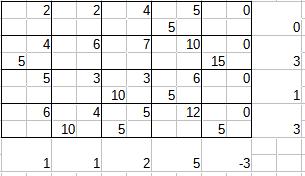 2 2 4 5 0
5 0
4 6 7 10 0
5 15 3
5 3 3 6 0
10 5 1
6 4 5 12 0
10 5 5 3
1 1 2 5 -3